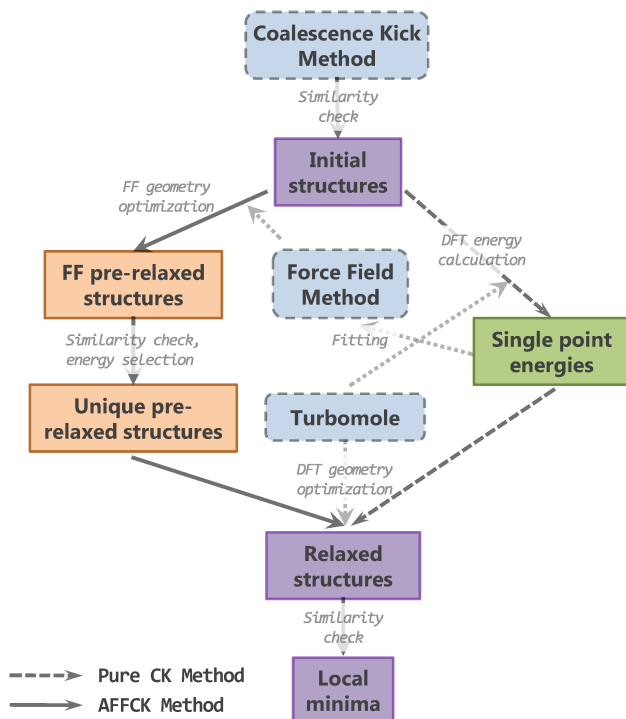 Coalescence Kick
Method
Similarity
check
Initial
structures
FF geometry
optimization
DFT energy
calculation
FF pre-relaxed
structures
Force Field
Method
Similarity check,
energy selection
Fitting
Single point
energies
Unique pre-
relaxed structures
Turbomole
DFT geometry
optimization
Relaxed
structures
Similarity
check
Local
minima
Pure CK Method
AFFCK Method